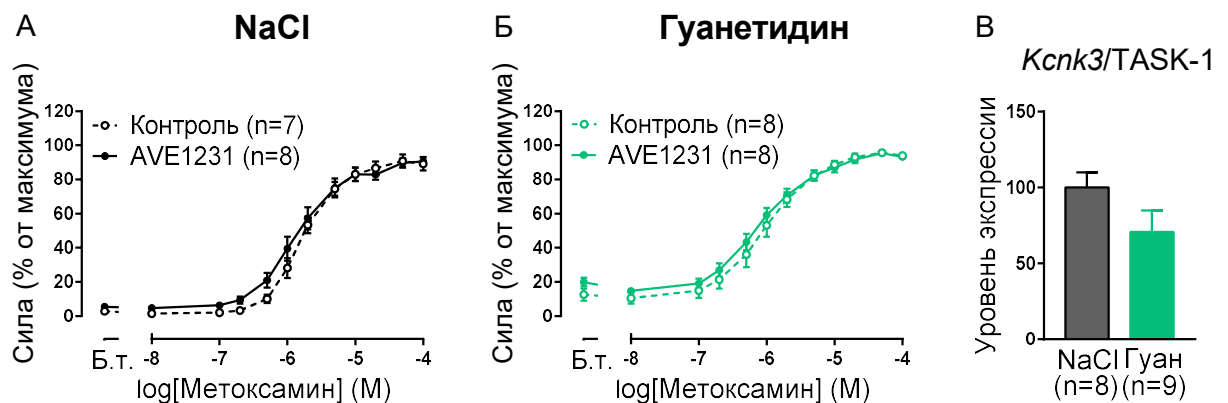 А
NaCl
Сила (% от максимума)
120
100
80
60
40
20
0
Контроль (n=7)
AVE1231 (n=8)
Б.т.
-8
-7
-6
-5
-4
log[Метоксамин] (М)
Б
Гуанетидин
Сила (% от максимума)
120
100
80
60
40
20
0
Контроль (n=8)
AVE1231 (n=8)
Б.т.
-8
-7
-6
-5
-4
log[Метоксамин] (М)
В
Kcnk3/TASK-1
Уровень экспрессии
150
100
50
0
NaCl Гуан
(n=8) (n=9)